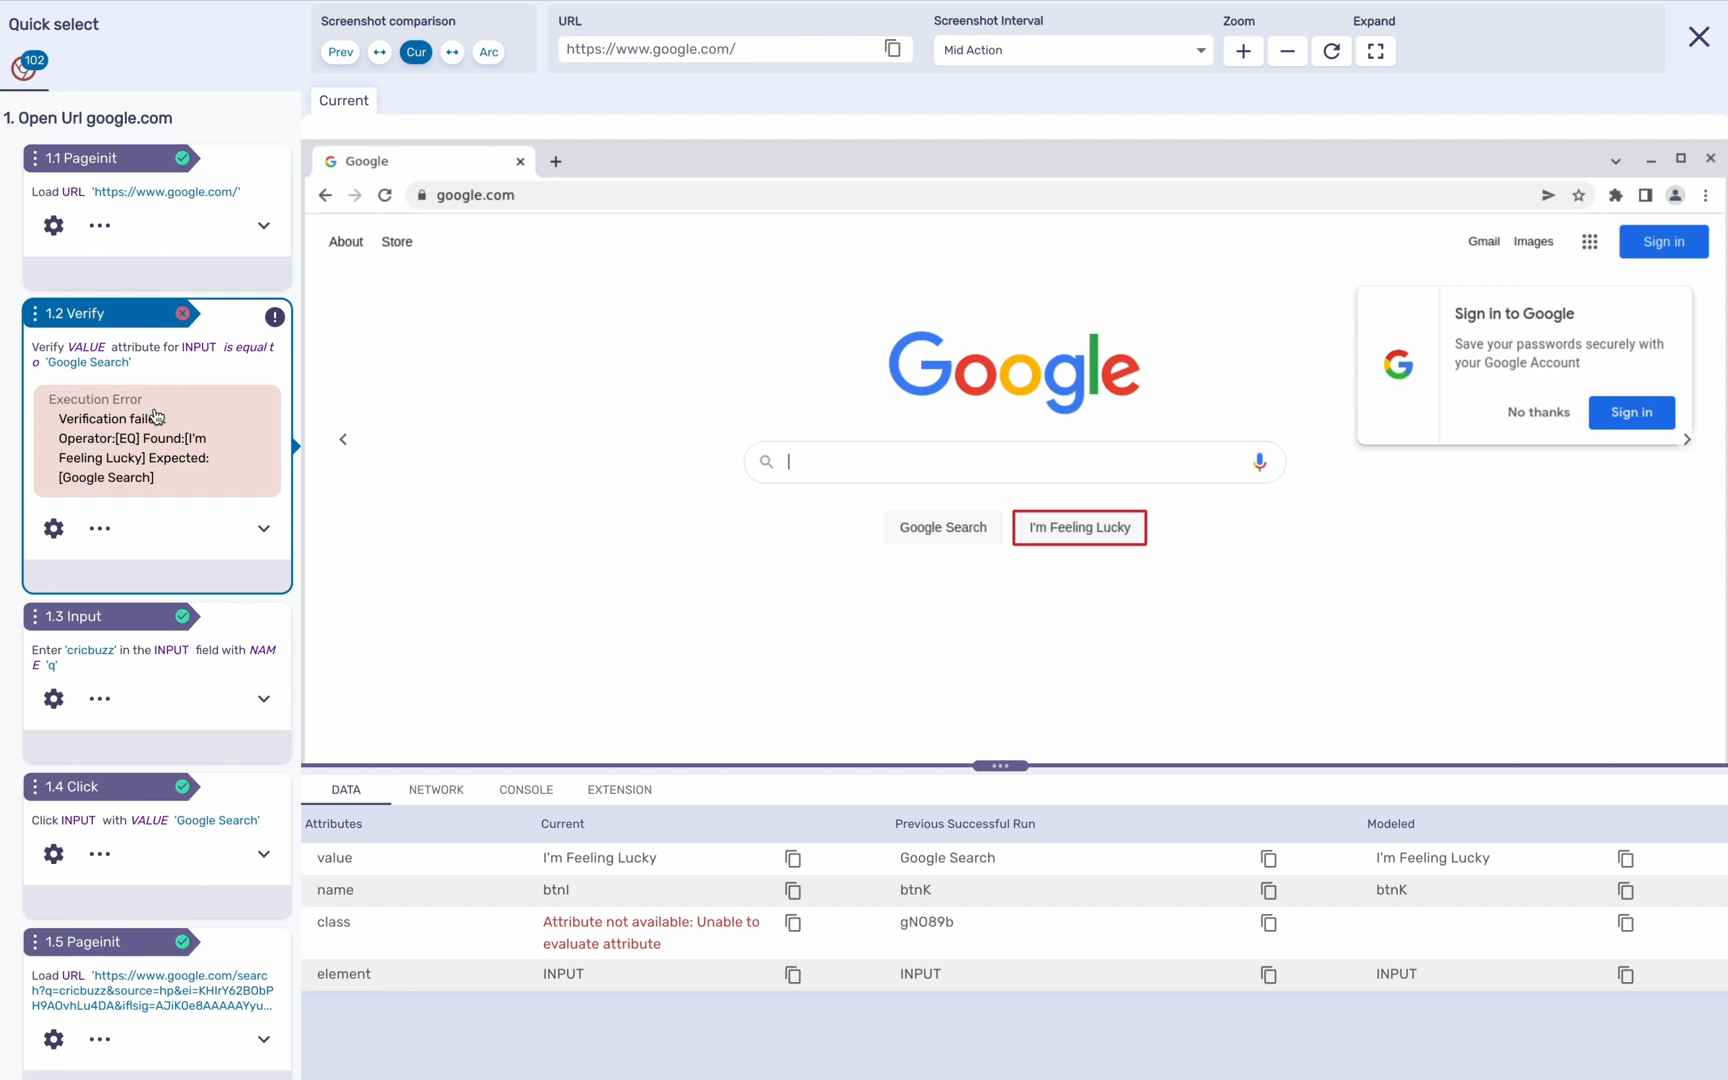 Quick select
102
1. Open Url google.com
1.1 Pageinit
Load URL 'https://www.google.com/'
1.2 Verify
!
Verify VALUE attribute for INPUT is equal t
o 'Google Search'
Execution Error
Verification faile
Operator:[EQ] Found:[I'm
Feeling Lucky] Expected:
[Google Search]
1.3 Input
Enter 'cricbuzz' in the INPUT field with NAM
E 'q'
1.4 Click
Click INPUT with VALUE 'Google Search'
1.5 Pageinit
Load URL 'https://www.google.com/searc
h?q=cricbuzz&source=hp&ei=KHIrY62BObP
H9AOvhLu4DA&iflsig=AJiK0e8AAAAAYyu...
Screenshot comparison
Prev
Cur
Arc
URL
https://www.google.com/
Screenshot Interval
Mid Action
Zoom
Expand
Current
Google
google.com
About Store
Gmail Images
Sign in
Sign in to Google
Save your passwords securely with
your Google Account
No thanks
Sign in
Google
Google Search
I'm Feeling Lucky
DATA NETWORK CONSOLE EXTENSION
Attributes Current Previous Successful Run Modeled
value I'm Feeling Lucky Google Search I'm Feeling Lucky
name btnI btnK btnK
class Attribute not available: Unable to gNO89b
evaluate attribute
element INPUT INPUT INPUT